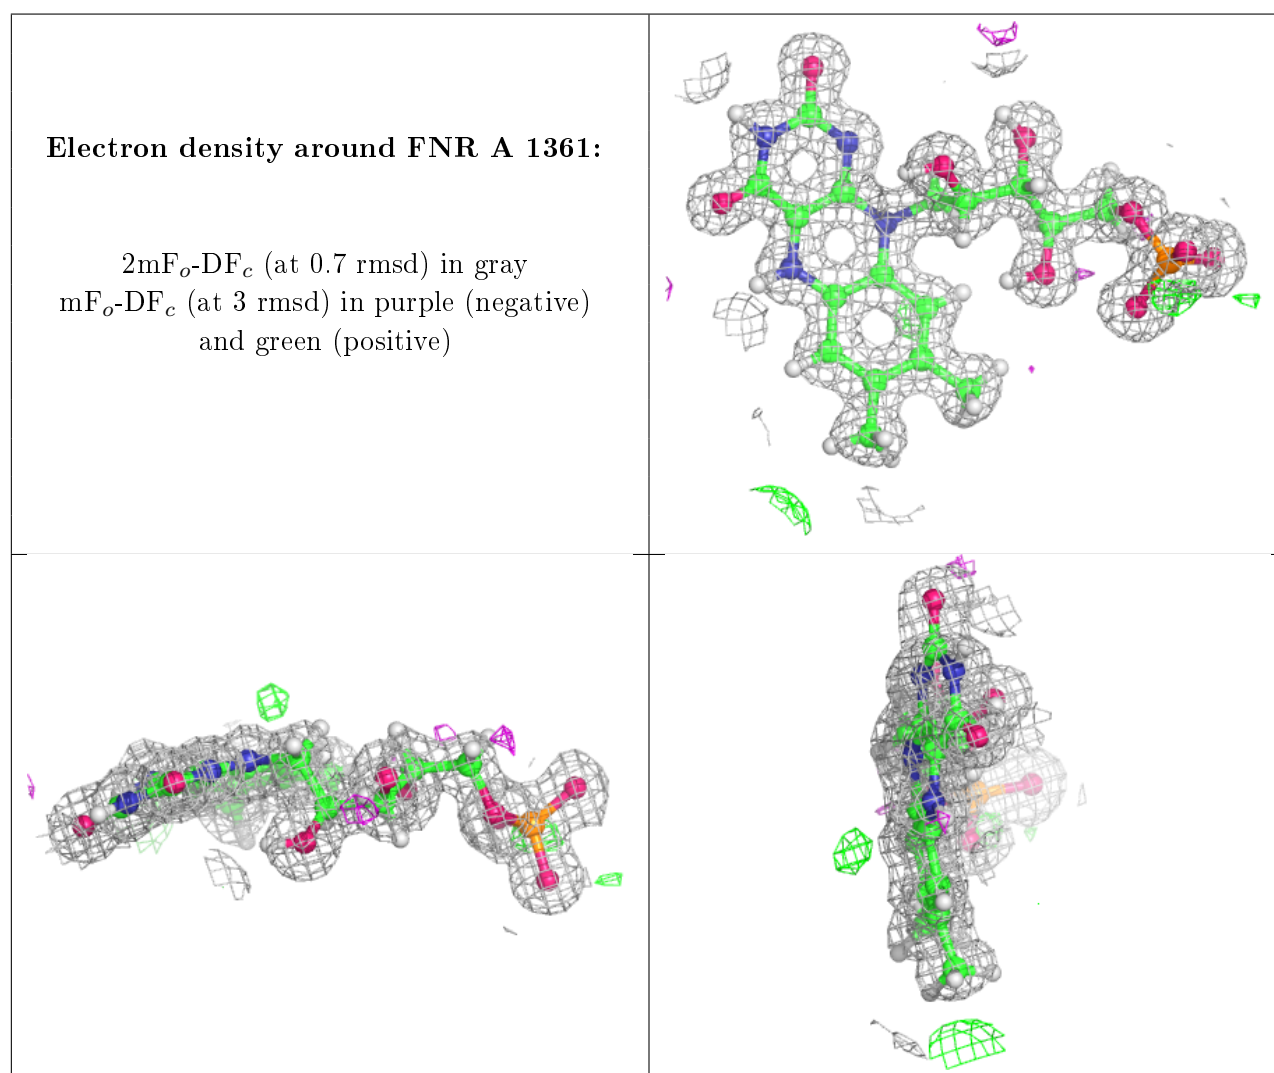 Electron density around FNR A 1361:
2mFo-DFc (at 0.7 rmsd) in gray
mFo-DFc (at 3 rmsd) in purple (negative)
and green (positive)